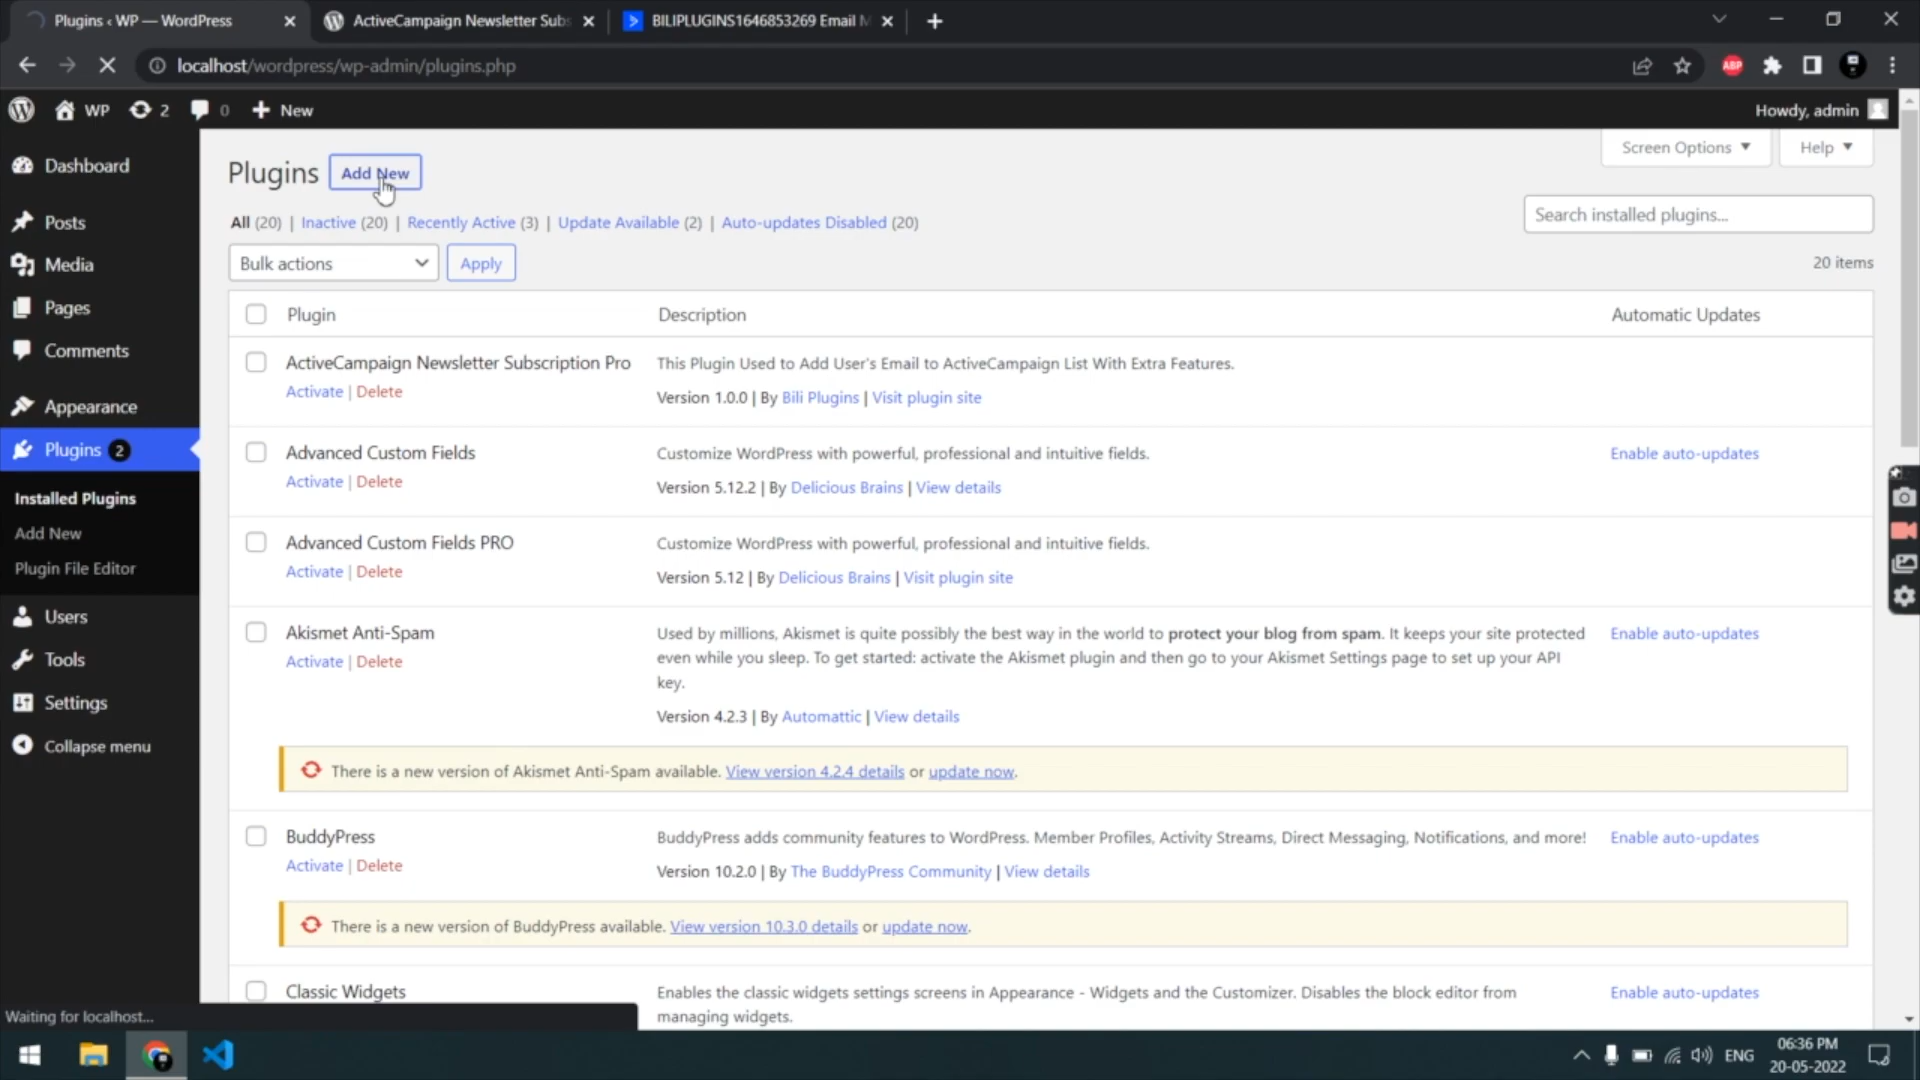 Plugins ‹ WP — WordPress
ActiveCampaign Newsletter Subs
BILIPLUGINS1646853269 Email M
localhost/wordpress/wp-admin/plugins.php
ABP
WP
2
0
New
Howdy, admin
Dashboard
Posts
Media
Pages
Comments
Appearance
Plugins 2
Installed Plugins
Add New
Plugin File Editor
Users
Tools
Settings
Collapse menu
Screen Options
Help
Plugins
Add New
All (20) | Inactive (20) | Recently Active (3) | Update Available (2) | Auto-updates Disabled (20)
Search installed plugins...
Bulk actions
Apply
20 items
Plugin
Description
Automatic Updates
ActiveCampaign Newsletter Subscription Pro
Activate | Delete
This Plugin Used to Add User's Email to ActiveCampaign List With Extra Features.
Version 1.0.0 | By Bili Plugins | Visit plugin site
Advanced Custom Fields
Activate | Delete
Customize WordPress with powerful, professional and intuitive fields.
Version 5.12.2 | By Delicious Brains | View details
Enable auto-updates
Advanced Custom Fields PRO
Activate | Delete
Customize WordPress with powerful, professional and intuitive fields.
Version 5.12 | By Delicious Brains | Visit plugin site
Akismet Anti-Spam
Activate | Delete
Used by millions, Akismet is quite possibly the best way in the world to protect your blog from spam. It keeps your site protected
even while you sleep. To get started: activate the Akismet plugin and then go to your Akismet Settings page to set up your API
key.
Version 4.2.3 | By Automattic | View details
Enable auto-updates
There is a new version of Akismet Anti-Spam available. View version 4.2.4 details or update now.
BuddyPress
Activate | Delete
BuddyPress adds community features to WordPress. Member Profiles, Activity Streams, Direct Messaging, Notifications, and more!
Version 10.2.0 | By The BuddyPress Community | View details
Enable auto-updates
There is a new version of BuddyPress available. View version 10.3.0 details or update now.
Classic Widgets
Enables the classic widgets settings screens in Appearance - Widgets and the Customizer. Disables the block editor from
managing widgets.
Enable auto-updates
Waiting for localhost...
ENG
06:36 PM
20-05-2022